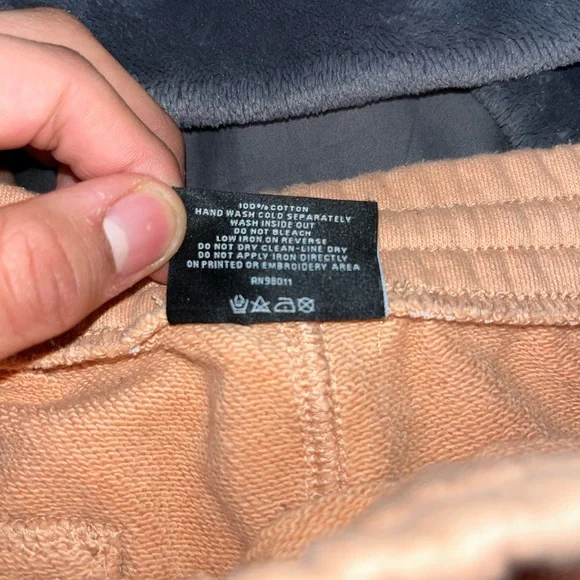 100% COTTON
HAND WASH COLD SEPARATELY
WASH INSIDE OUT
DO NOT BLEACH
LOW IRON ON REVERSE
DO NOT DRY CLEAN-LINE DRY
DO NOT APPLY IRON DIRECTLY
ON PRINTED OR EMBROIDERY AREA
RN98011